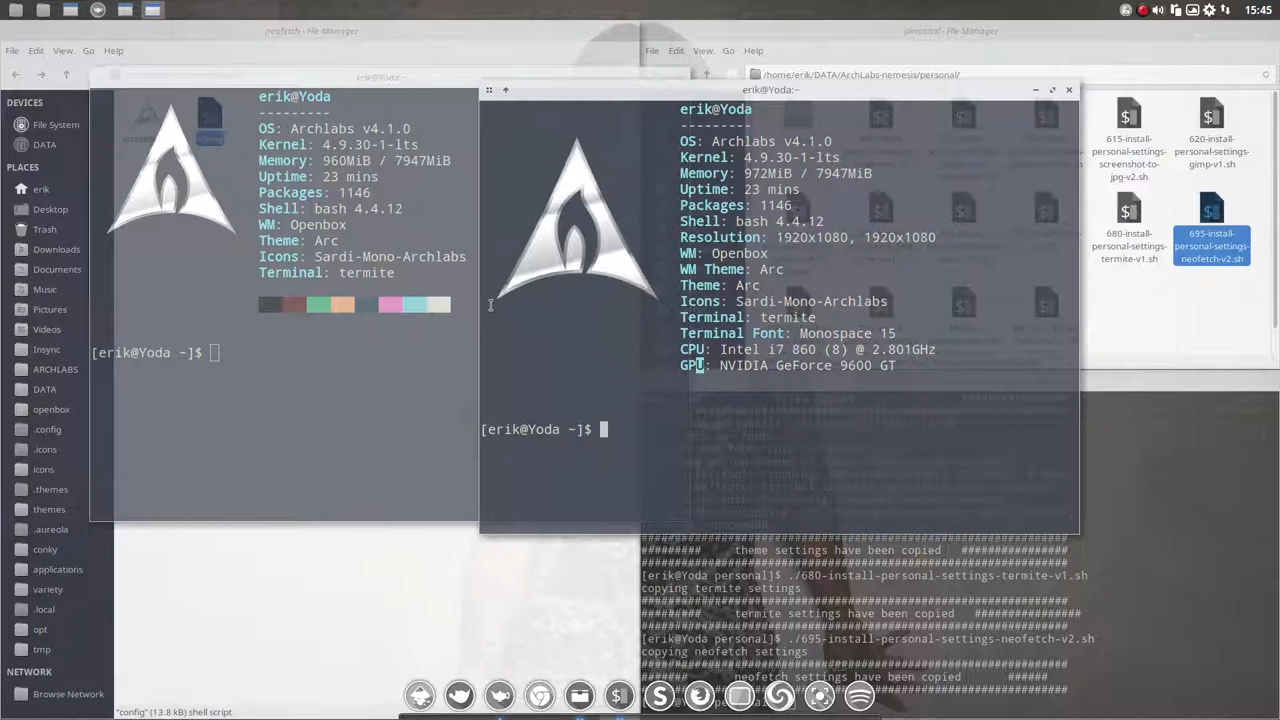 15:45
neofetch - File Manager
File Edit View Go Help
personal - File Manager
File Edit View Go Help
/home/erik/DATA/ArchLabs-nemesis/personal/
DEVICES
File System
DATA
PLACES
erik
Desktop
Trash
Downloads
Documents
Music
Pictures
Videos
Insync
ARCHLABS
DATA
openbox
.config
.icons
icons
.themes
themes
.aureola
conky
applications
variety
.local
opt
tmp
NETWORK
Browse Network
"config" (13.8 kB) shell script
erik@Yoda:~
erik@Yoda
---------
OS: Archlabs v4.1.0
Kernel: 4.9.30-1-lts
Memory: 960MiB / 7947MiB
Uptime: 23 mins
Packages: 1146
Shell: bash 4.4.12
WM: Openbox
Theme: Arc
Icons: Sardi-Mono-Archlabs
Terminal: termite
[erik@Yoda ~]$
erik@Yoda:~
erik@Yoda
---------
OS: Archlabs v4.1.0
Kernel: 4.9.30-1-lts
Memory: 972MiB / 7947MiB
Uptime: 23 mins
Packages: 1146
Shell: bash 4.4.12
Resolution: 1920x1080, 1920x1080
WM: Openbox
WM Theme: Arc
Theme: Arc
Icons: Sardi-Mono-Archlabs
Terminal: termite
Terminal Font: Monospace 15
CPU: Intel i7 860 (8) @ 2.801GHz
GPU: NVIDIA GeForce 9600 GT
[erik@Yoda ~]$
615-install-
personal-settings-
screenshot-to-
jpg-v2.sh
620-install-
personal-settings-
gimp-v1.sh
680-install-
personal-settings-
termite-v1.sh
695-install-
personal-settings-
neofetch-v2.sh
######### theme settings have been copied ################
[erik@Yoda personal]$ ./680-install-personal-settings-termite-v1.sh
copying termite settings
######### termite settings have been copied ################
[erik@Yoda personal]$ ./695-install-personal-settings-neofetch-v2.sh
copying neofetch settings
######### neofetch settings have been copied ######